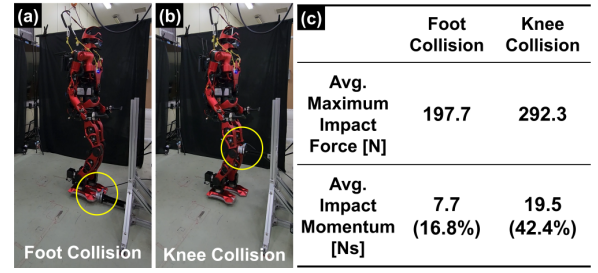 (a)
Foot Collision
(b)
Knee Collision
(c)
Foot Collision
Knee Collision
Avg. Maximum Impact Force [N]
197.7
292.3
Avg. Impact Momentum [Ns]
7.7 (16.8%)
19.5 (42.4%)